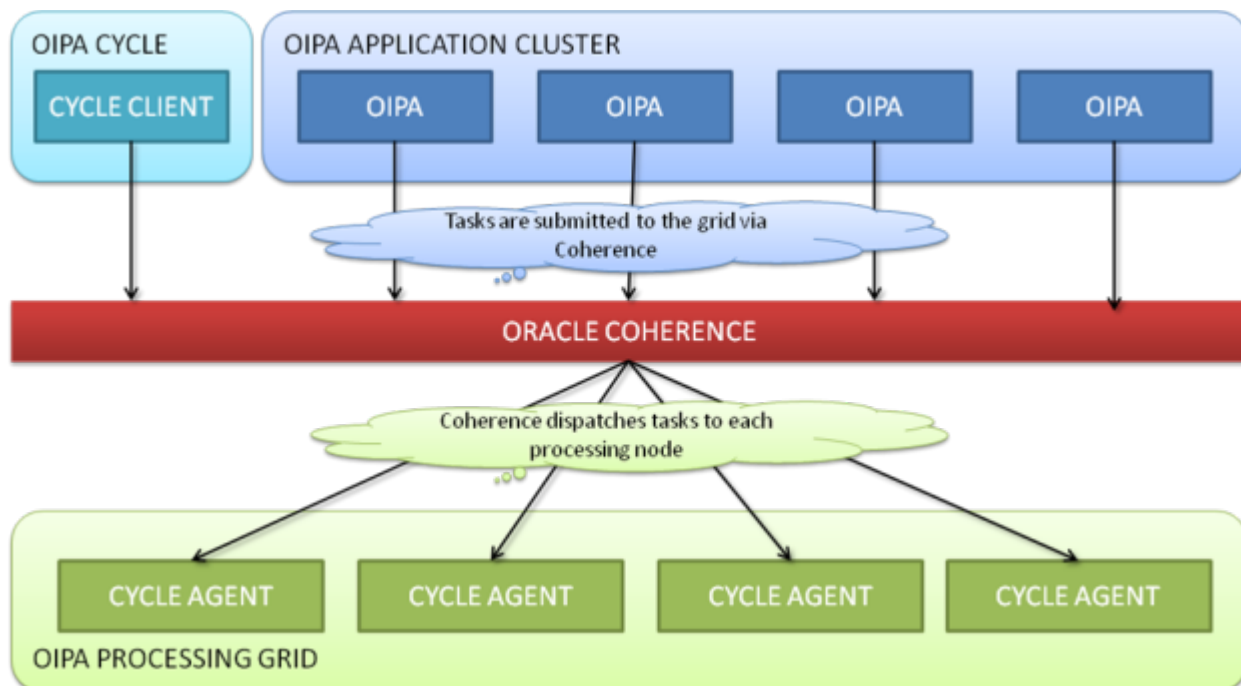 OIPA CYCLE
OIPA APPLICATION CLUSTER
CYCLE CLIENT
OIPA
OIPA
OIPA
OIPA
Tasks are submitted to the grid via
Coherence
ORACLE COHERENCE
Coherence dispatches tasks to each
processing node
CYCLE AGENT
CYCLE AGENT
CYCLE AGENT
CYCLE AGENT
OIPA PROCESSING GRID